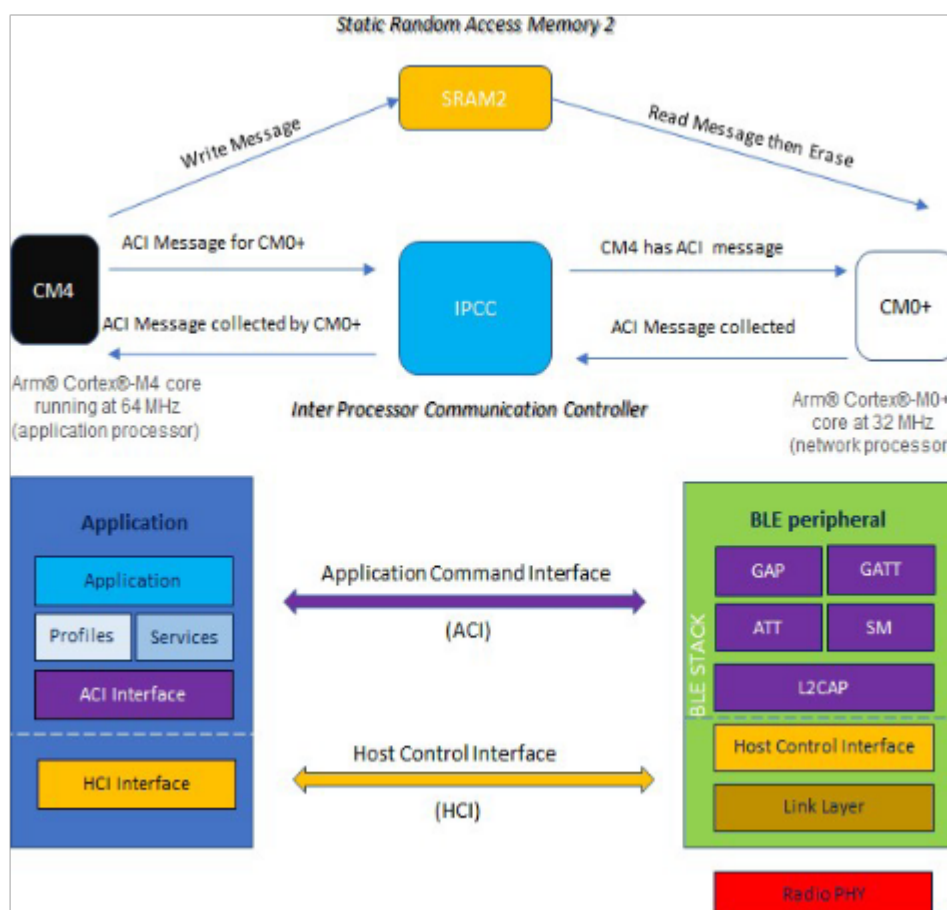 Static Random Access Memory 2
SRAM2
Write Message
Read Message then Erase
ACI Message for CM0+
CM4 has ACI message
CM4
IPCC
CM0+
ACI Message collected by CM0+
ACI Message collected
Arm® Cortex®-M4 core
running at 64 MHz
(application processor)
Inter Processor Communication Controller
Arm® Cortex®-M0+
core at 32 MHz
(network processor
Application
Application
Profiles
Services
ACI Interface
HCI Interface
Application Command Interface
(ACI)
Host Control Interface
(HCI)
BLE peripheral
BLE STACK
GAP
GATT
ATT
SM
L2CAP
Host Control Interface
Link Layer
Radio PHY